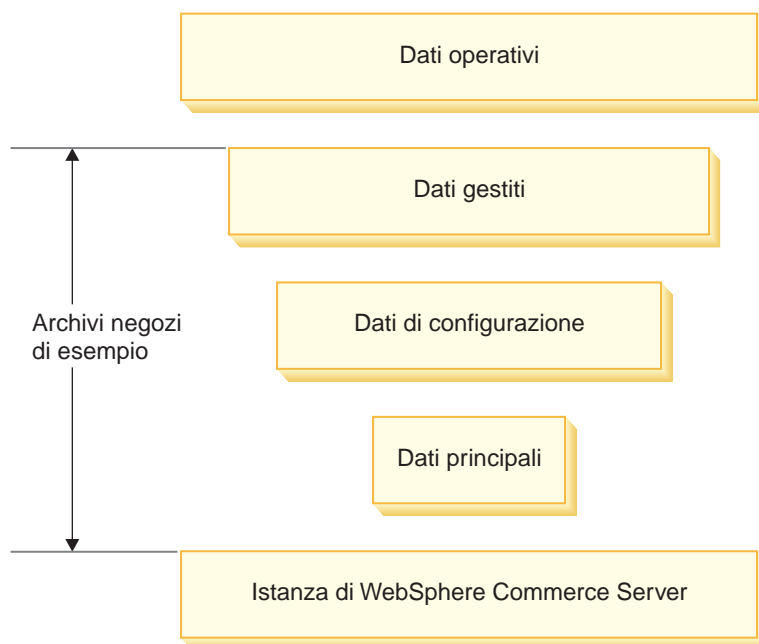 Dati operativi
Dati gestiti
Dati di configurazione
Archivi negozi
di esempio
Dati principali
Istanza di WebSphere Commerce Server